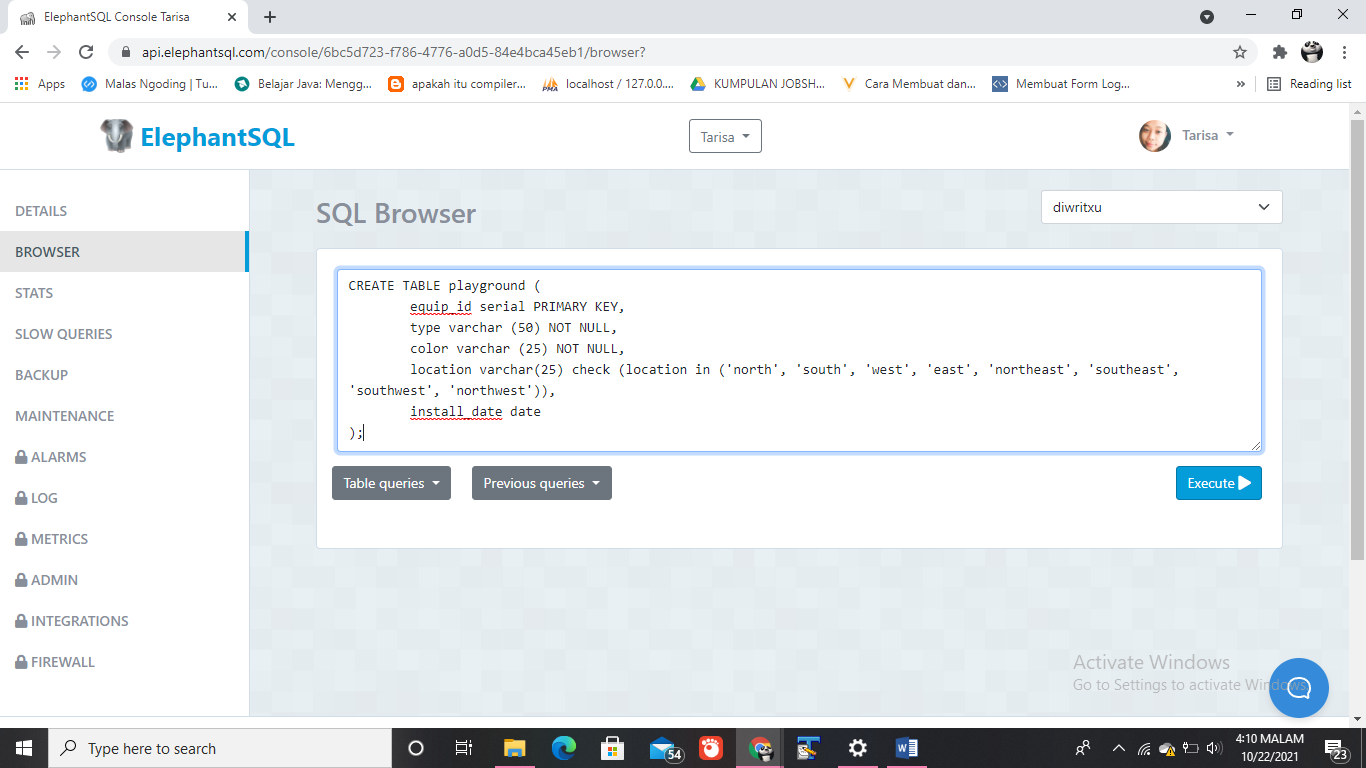 ElephantSQL Console Tarisa
api.elephantsql.com/console/6bc5d723-f786-4776-a0d5-84e4bca45eb1/browser?
Apps Malas Ngoding | Tu... Belajar Java: Mengg... apakah itu compiler... localhost / 127.0.0.... KUMPULAN JOBSH... Cara Membuat dan... Membuat Form Log... » Reading list
ElephantSQL Tarisa Tarisa
DETAILS
BROWSER
STATS
SLOW QUERIES
BACKUP
MAINTENANCE
ALARMS
LOG
METRICS
ADMIN
INTEGRATIONS
FIREWALL
SQL Browser diwritxu
CREATE TABLE playground (
equip_id serial PRIMARY KEY,
type varchar (50) NOT NULL,
color varchar (25) NOT NULL,
location varchar(25) check (location in ('north', 'south', 'west', 'east', 'northeast', 'southeast',
'southwest', 'northwest')),
install_date date
);
Table queries Previous queries Execute
Activate Windows
Go to Settings to activate Windows.
Type here to search 54 4:10 MALAM
10/22/2021 23